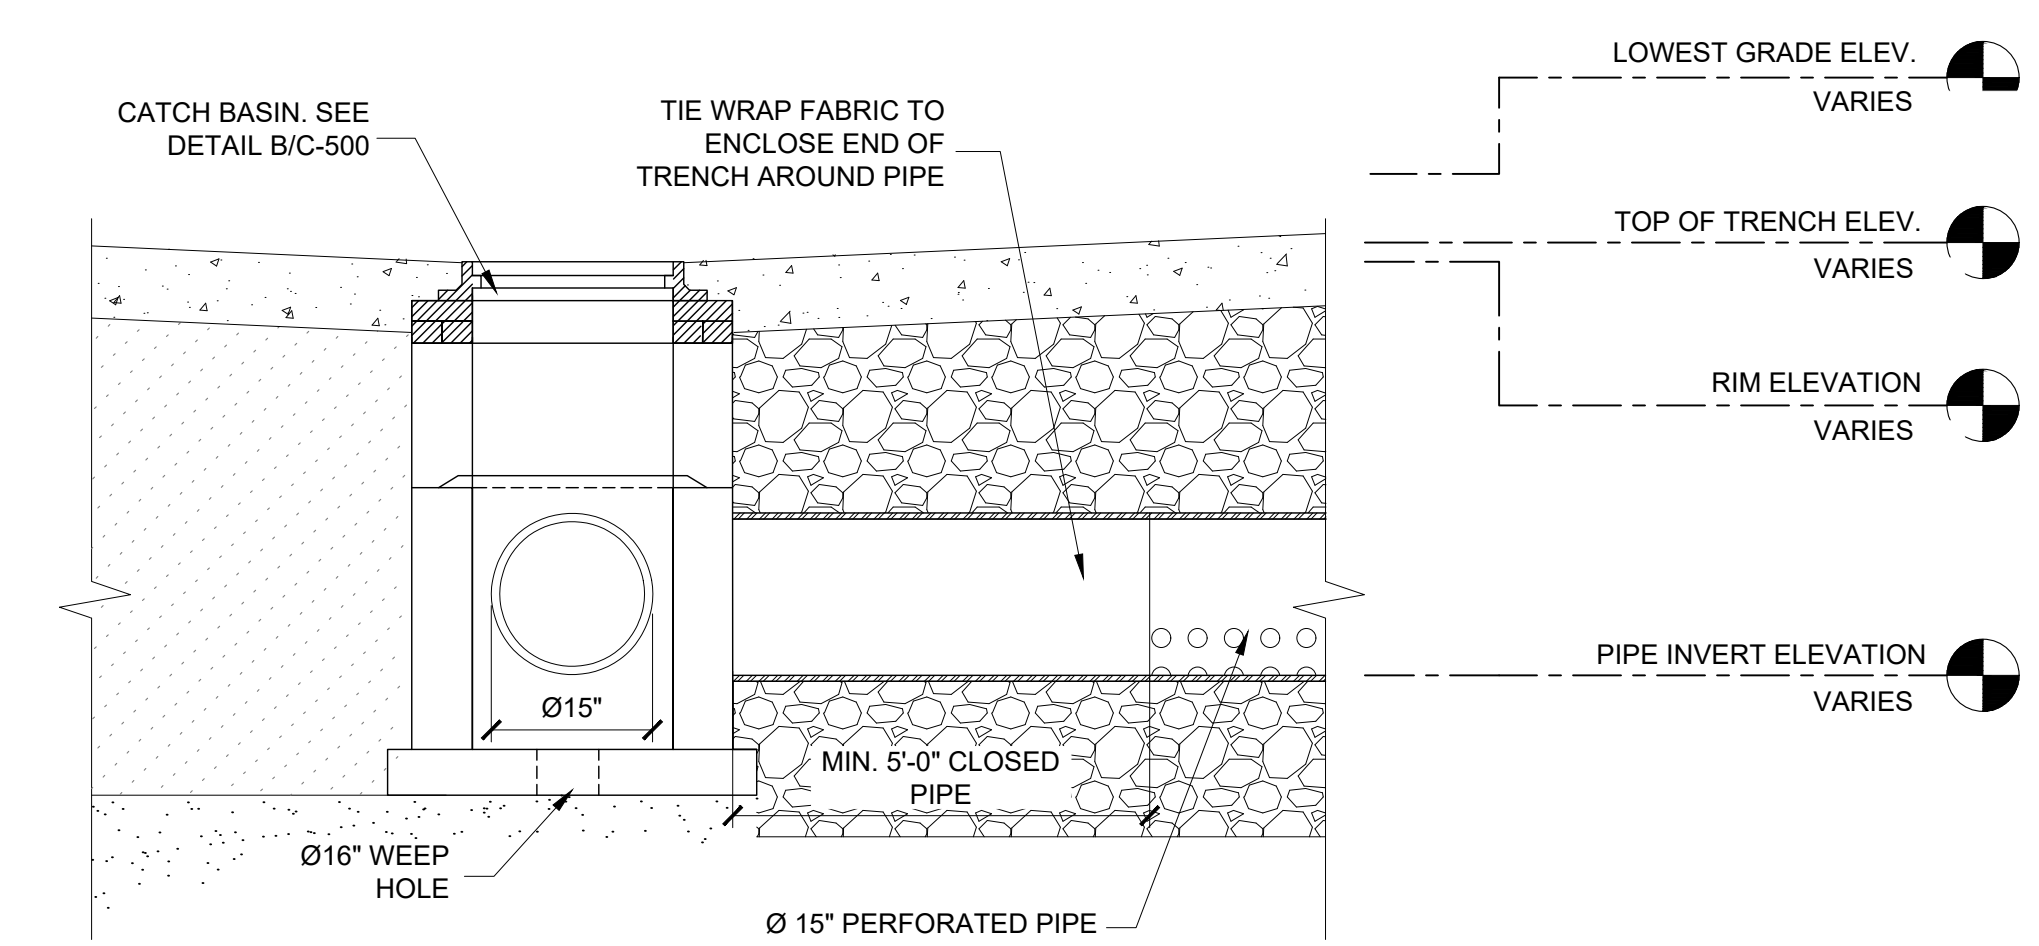 LOWEST GRADE ELEV.
VARIES
CATCH BASIN. SEE
DETAIL B/C-500
TIE WRAP FABRIC TO
ENCLOSE END OF
TRENCH AROUND PIPE
TOP OF TRENCH ELEV.
VARIES
RIM ELEVATION
VARIES
PIPE INVERT ELEVATION
VARIES
Ø15"
MIN. 5'-0" CLOSED
PIPE
Ø16" WEEP
HOLE
Ø 15" PERFORATED PIPE